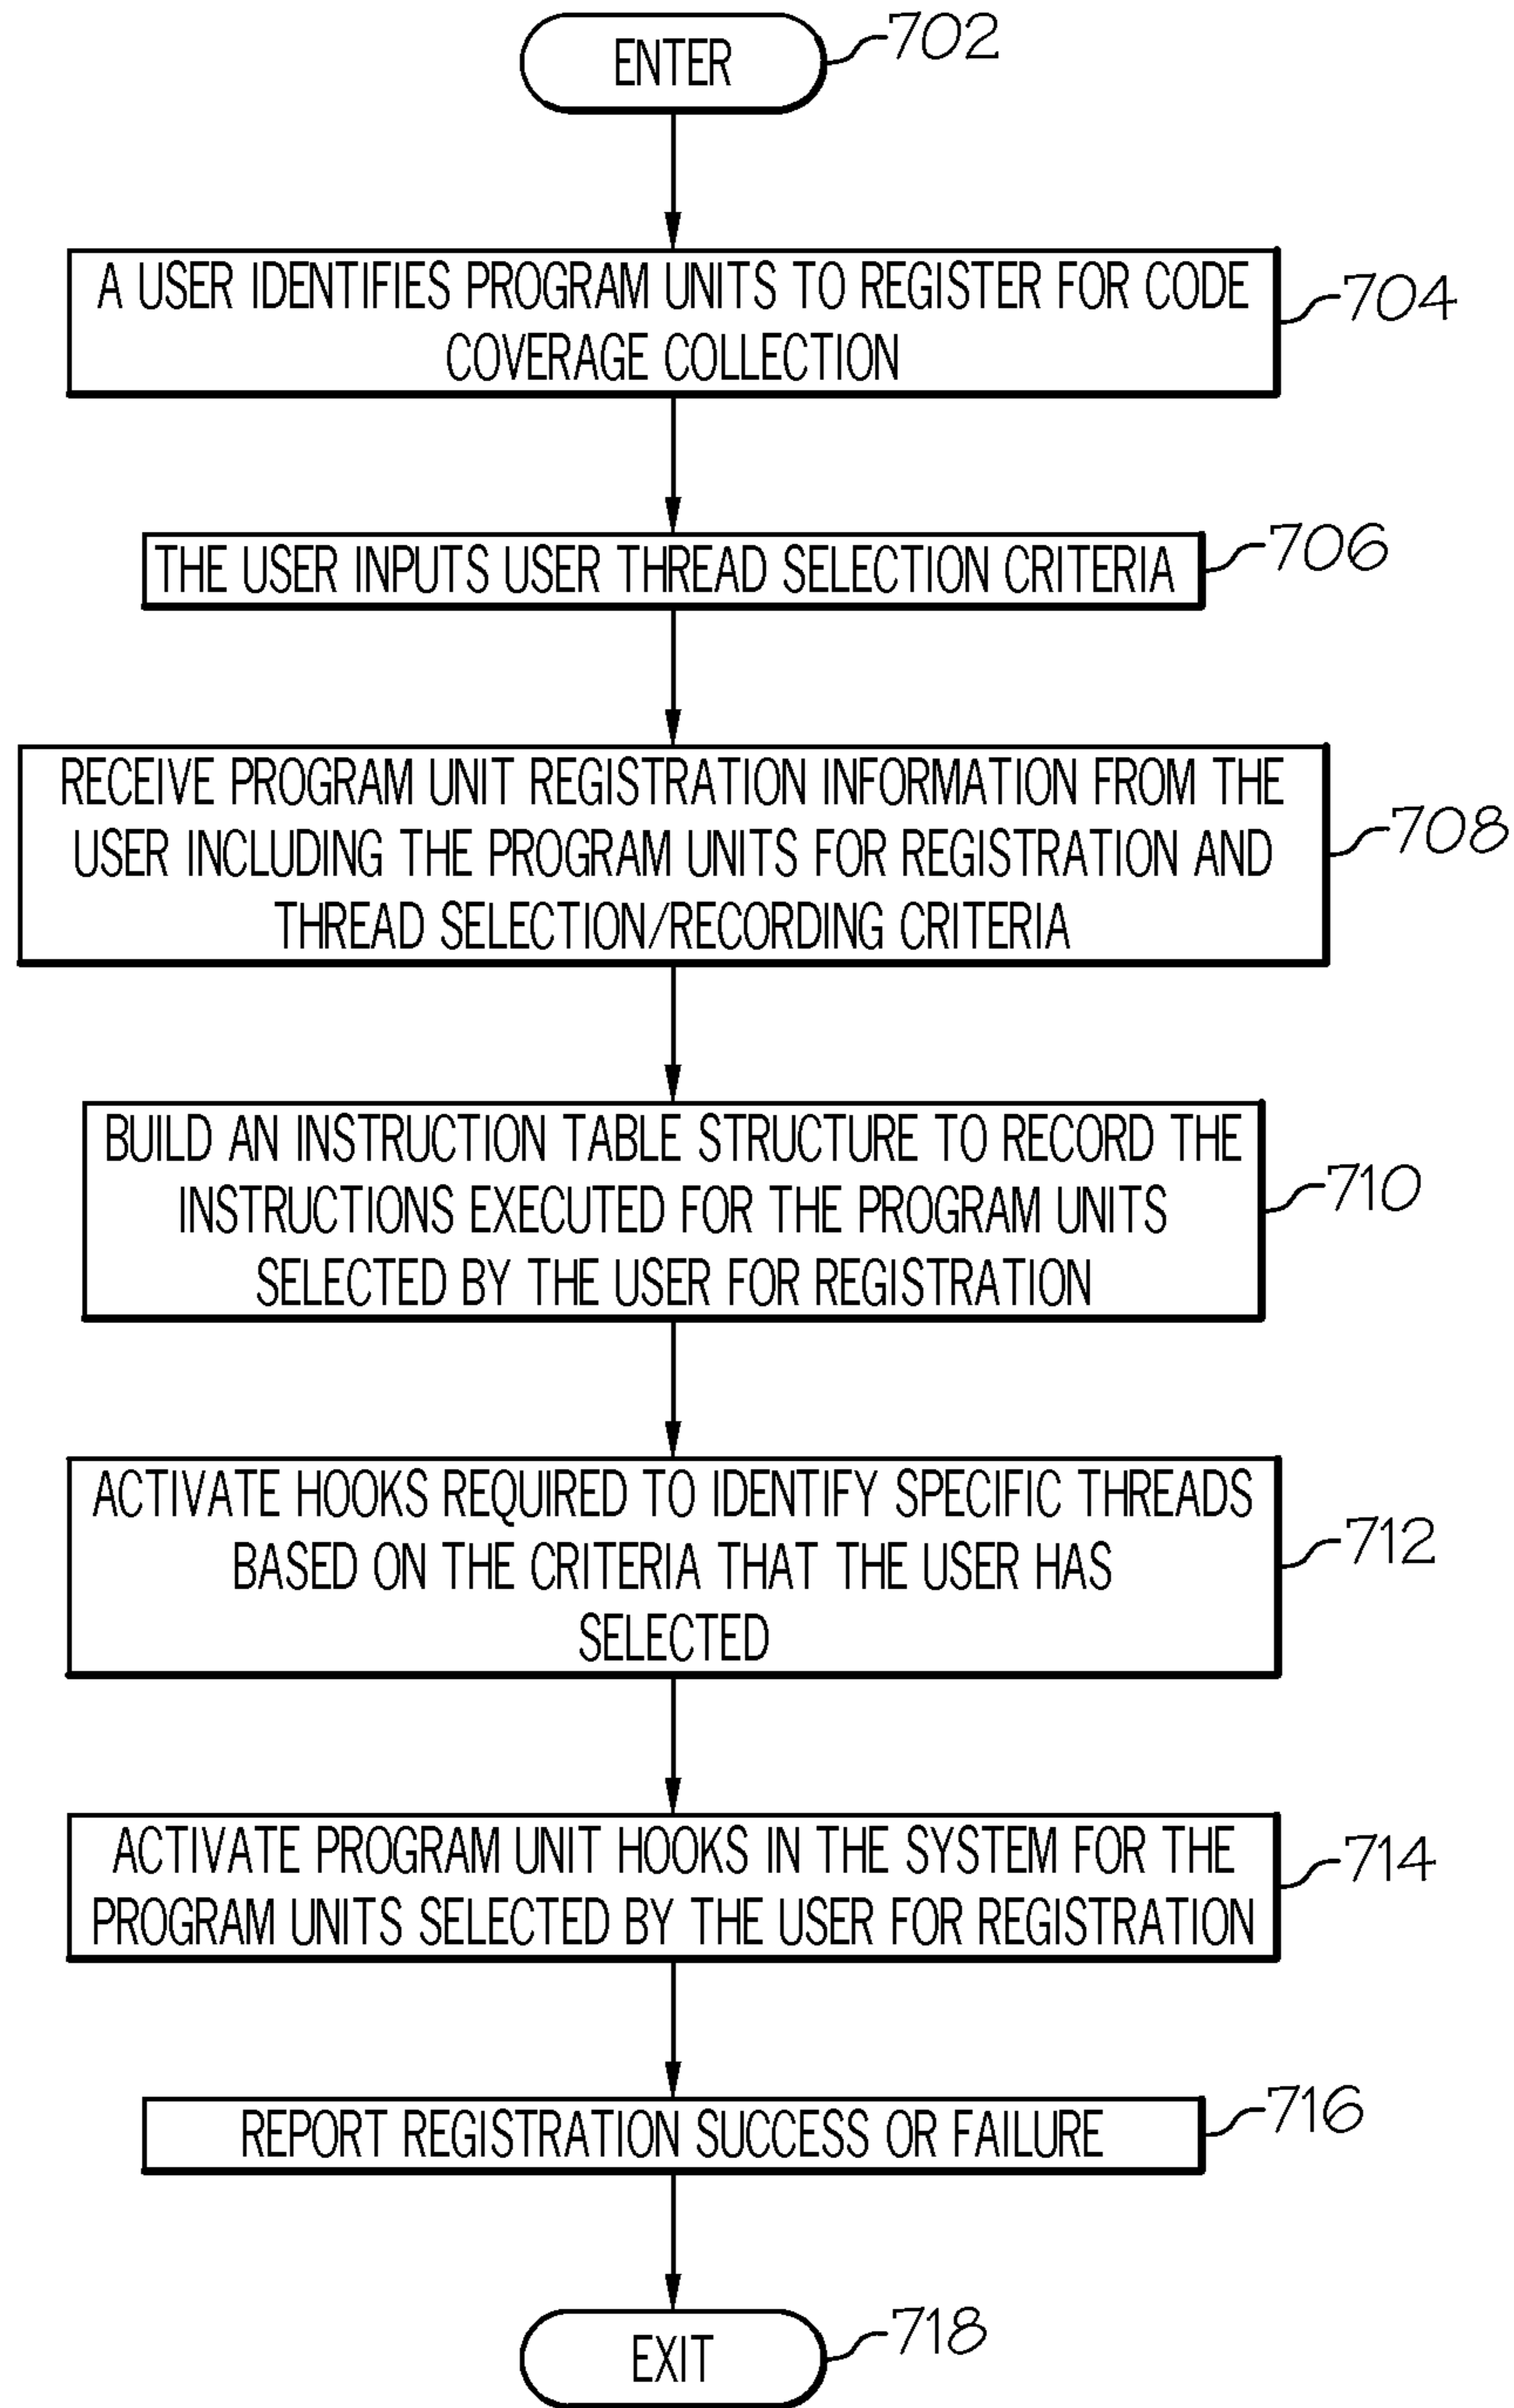 ENTER
702
A USER IDENTIFIES PROGRAM UNITS TO REGISTER FOR CODE
COVERAGE COLLECTION
704
THE USER INPUTS USER THREAD SELECTION CRITERIA
706
RECEIVE PROGRAM UNIT REGISTRATION INFORMATION FROM THE
USER INCLUDING THE PROGRAM UNITS FOR REGISTRATION AND
THREAD SELECTION/RECORDING CRITERIA
708
BUILD AN INSTRUCTION TABLE STRUCTURE TO RECORD THE
INSTRUCTIONS EXECUTED FOR THE PROGRAM UNITS
SELECTED BY THE USER FOR REGISTRATION
710
ACTIVATE HOOKS REQUIRED TO IDENTIFY SPECIFIC THREADS
BASED ON THE CRITERIA THAT THE USER HAS
SELECTED
712
ACTIVATE PROGRAM UNIT HOOKS IN THE SYSTEM FOR THE
PROGRAM UNITS SELECTED BY THE USER FOR REGISTRATION
714
REPORT REGISTRATION SUCCESS OR FAILURE
716
EXIT
718